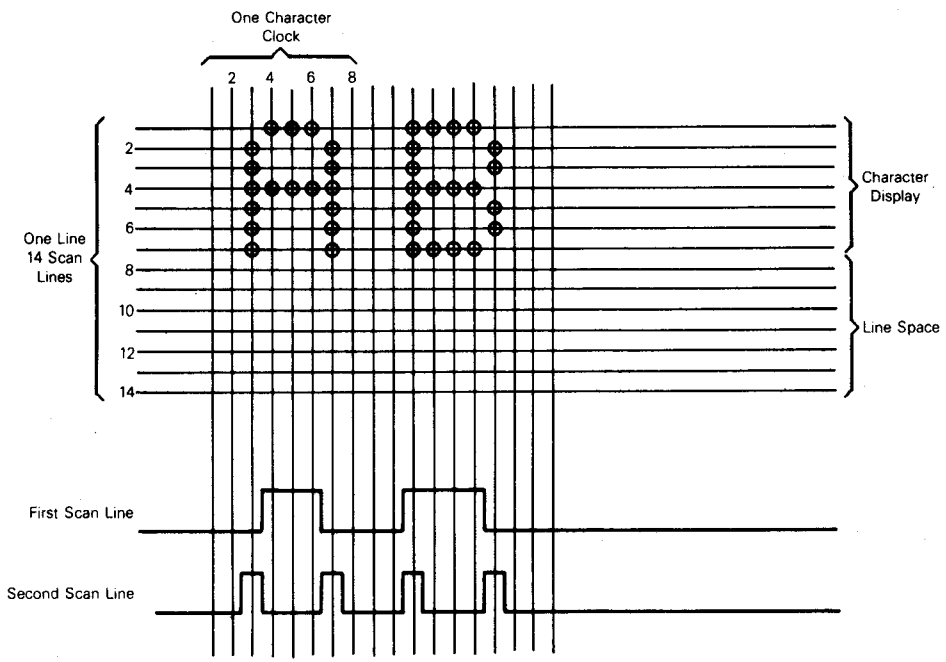 One Character
Clock
2 4 6 8
2
4
6
8
10
12
14
One Line
14 Scan
Lines
Character
Display
Line Space
First Scan Line
Second Scan Line